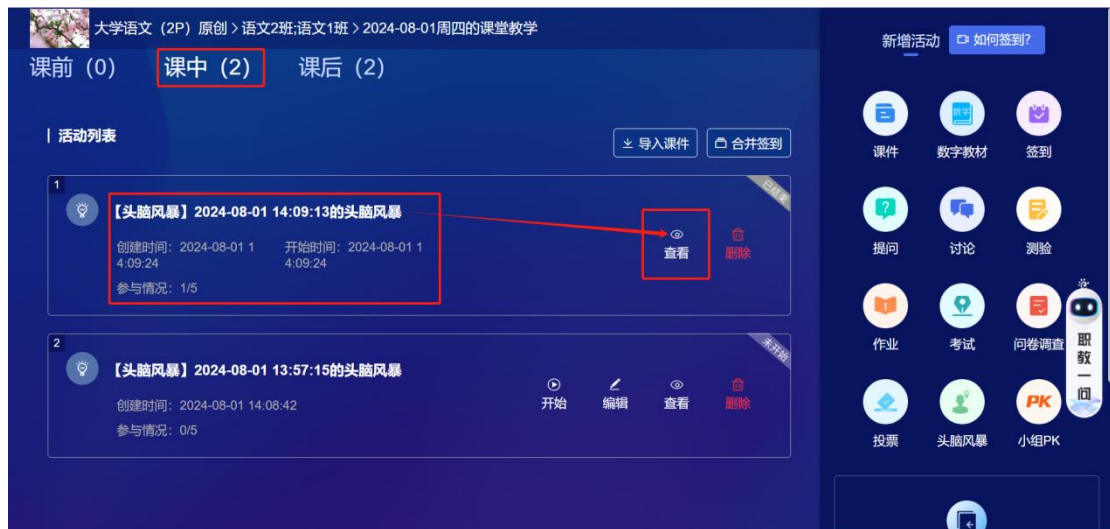 大学语文（2P）原创 > 语文2班;语文1班 > 2024-08-01周四的课堂教学
课前（0） 课中（2） 课后（2）
活动列表
导入课件 合并签到
1
已结束
【头脑风暴】2024-08-01 14:09:13的头脑风暴
创建时间：2024-08-01 1 开始时间：2024-08-01 1
4:09:24 4:09:24
参与情况：1/5
查看 删除
2
未开始
【头脑风暴】2024-08-01 13:57:15的头脑风暴
创建时间：2024-08-01 14:08:42
参与情况：0/5
开始 编辑 查看 删除
新增活动 如何签到？
数字
课件 数字教材 签到
提问 讨论 测验
作业 考试 问卷调查
PK
投票 头脑风暴 小组PK
职教一问